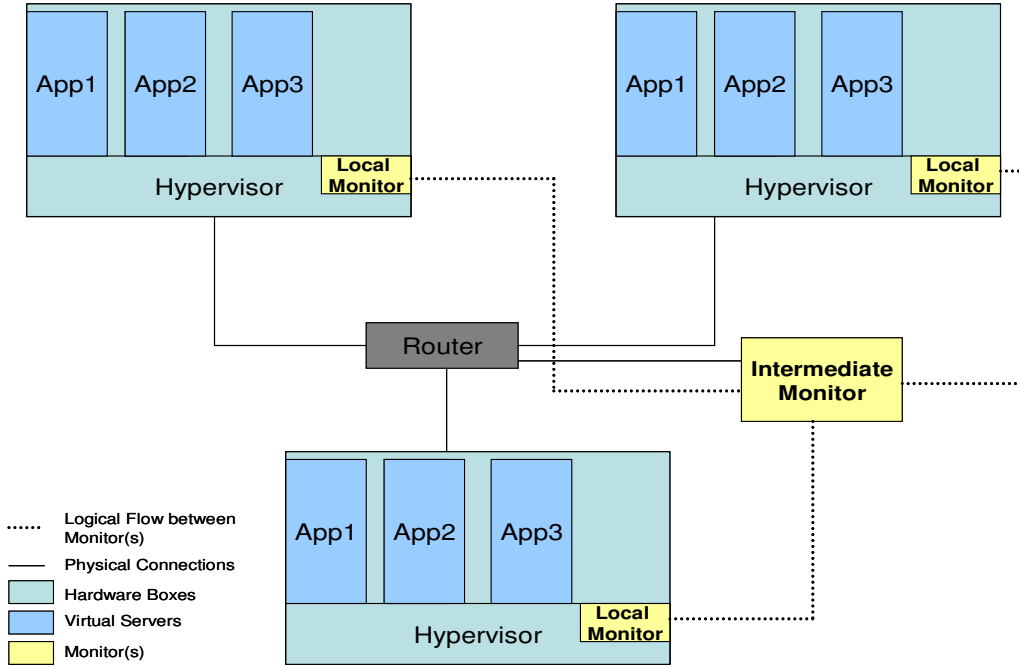 App1
App2
App3
Local
Monitor
Hypervisor
App1
App2
App3
Local
Monitor
Hypervisor
Router
Intermediate
Monitor
App1
App2
App3
Local
Monitor
Hypervisor
Logical Flow between
Monitor(s)
Physical Connections
Hardware Boxes
Virtual Servers
Monitor(s)